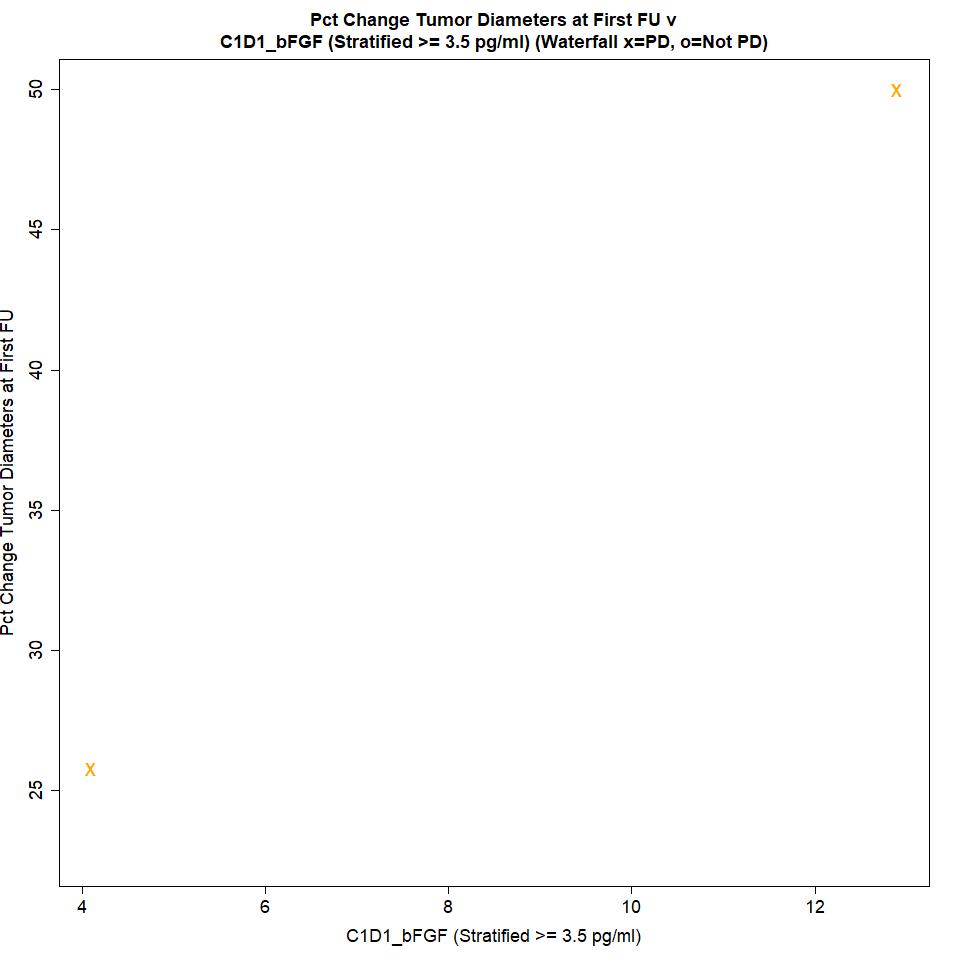 Pct Change Tumor Diameters at First FU v
C1D1_bFGF (Stratified >= 3.5 pg/ml) (Waterfall x=PD, o=Not PD)
Pct Change Tumor Diameters at First FU
50
45
40
35
30
25
X
X
4
6
8
10
12
C1D1_bFGF (Stratified >= 3.5 pg/ml)